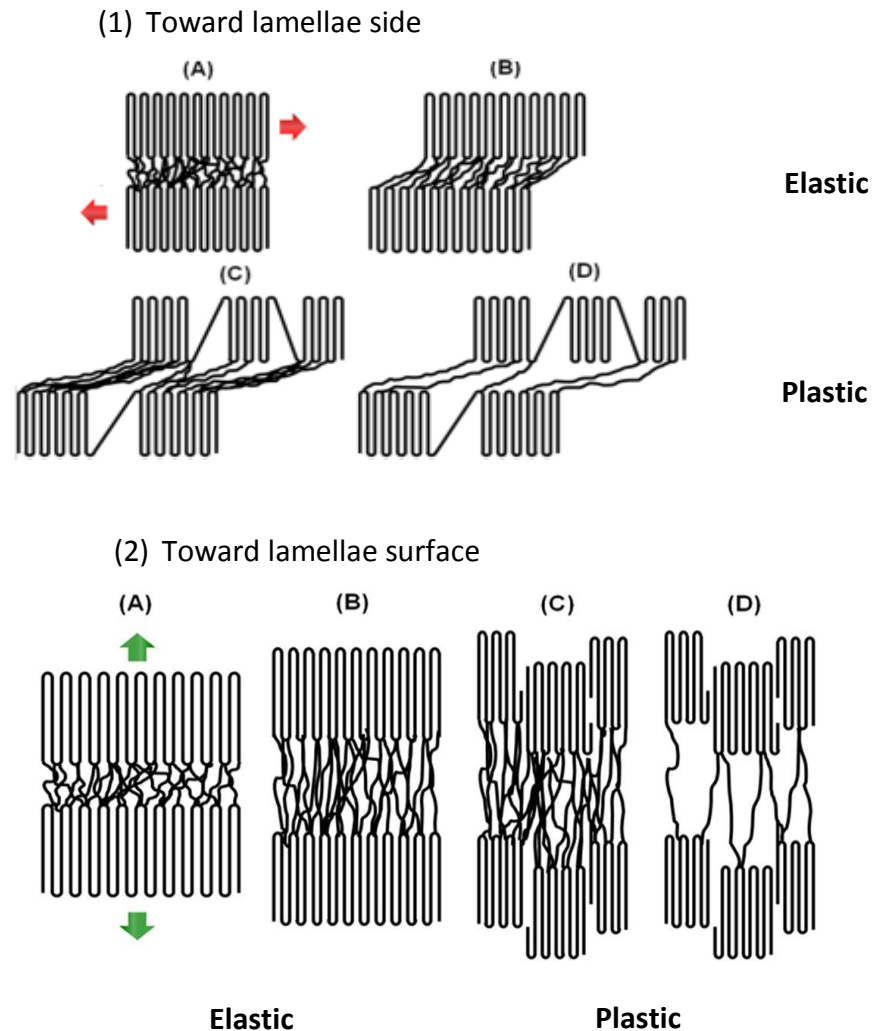 (1) Toward lamellae side
(A) (B)
Elastic
(C) (D)
Plastic
(2) Toward lamellae surface
(A) (B) (C) (D)
Elastic Plastic